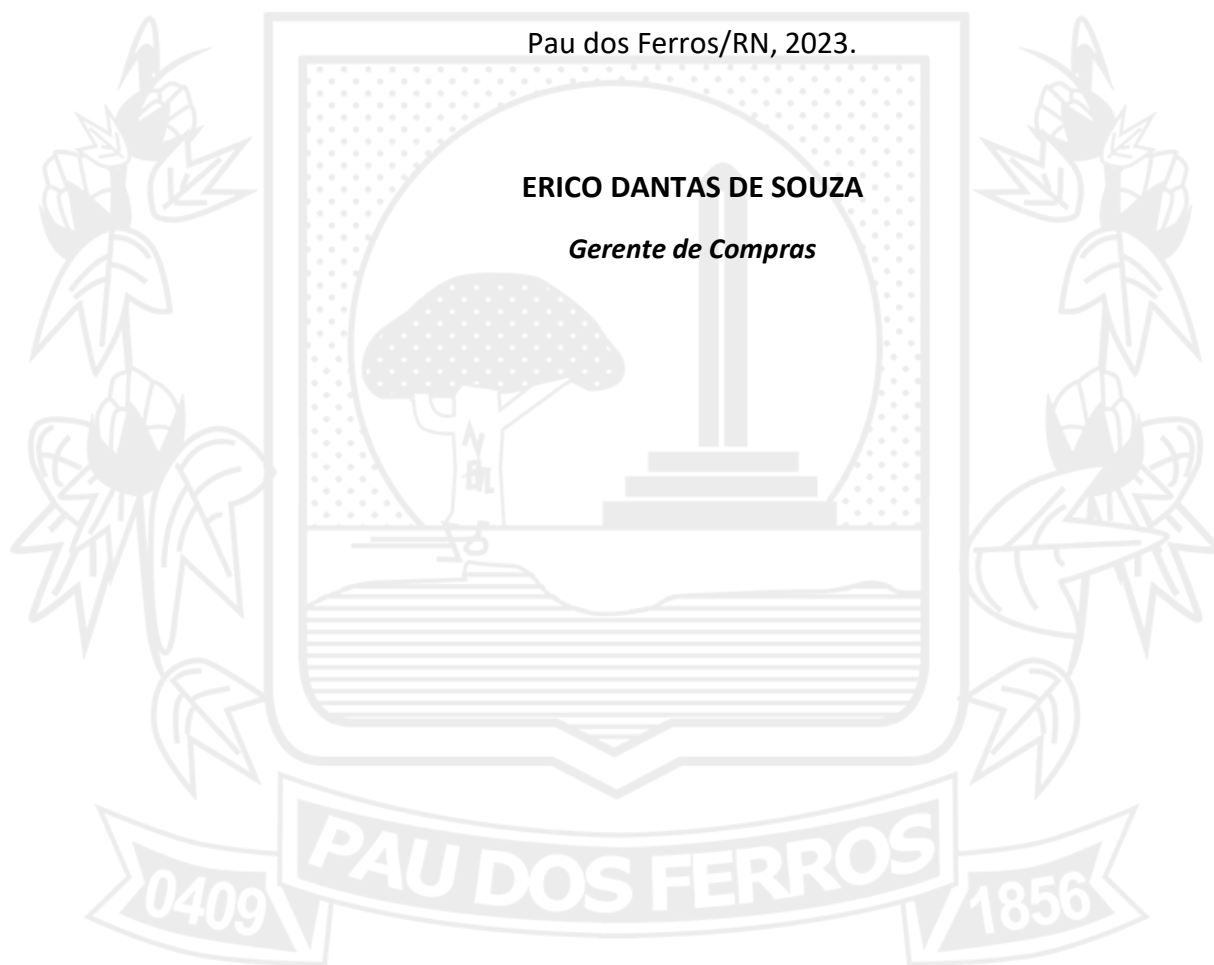 Pau dos Ferros/RN, 2023.
ERICO DANTAS DE SOUZA
Gerente de Compras
PAU DOS FERROS
0409
1856